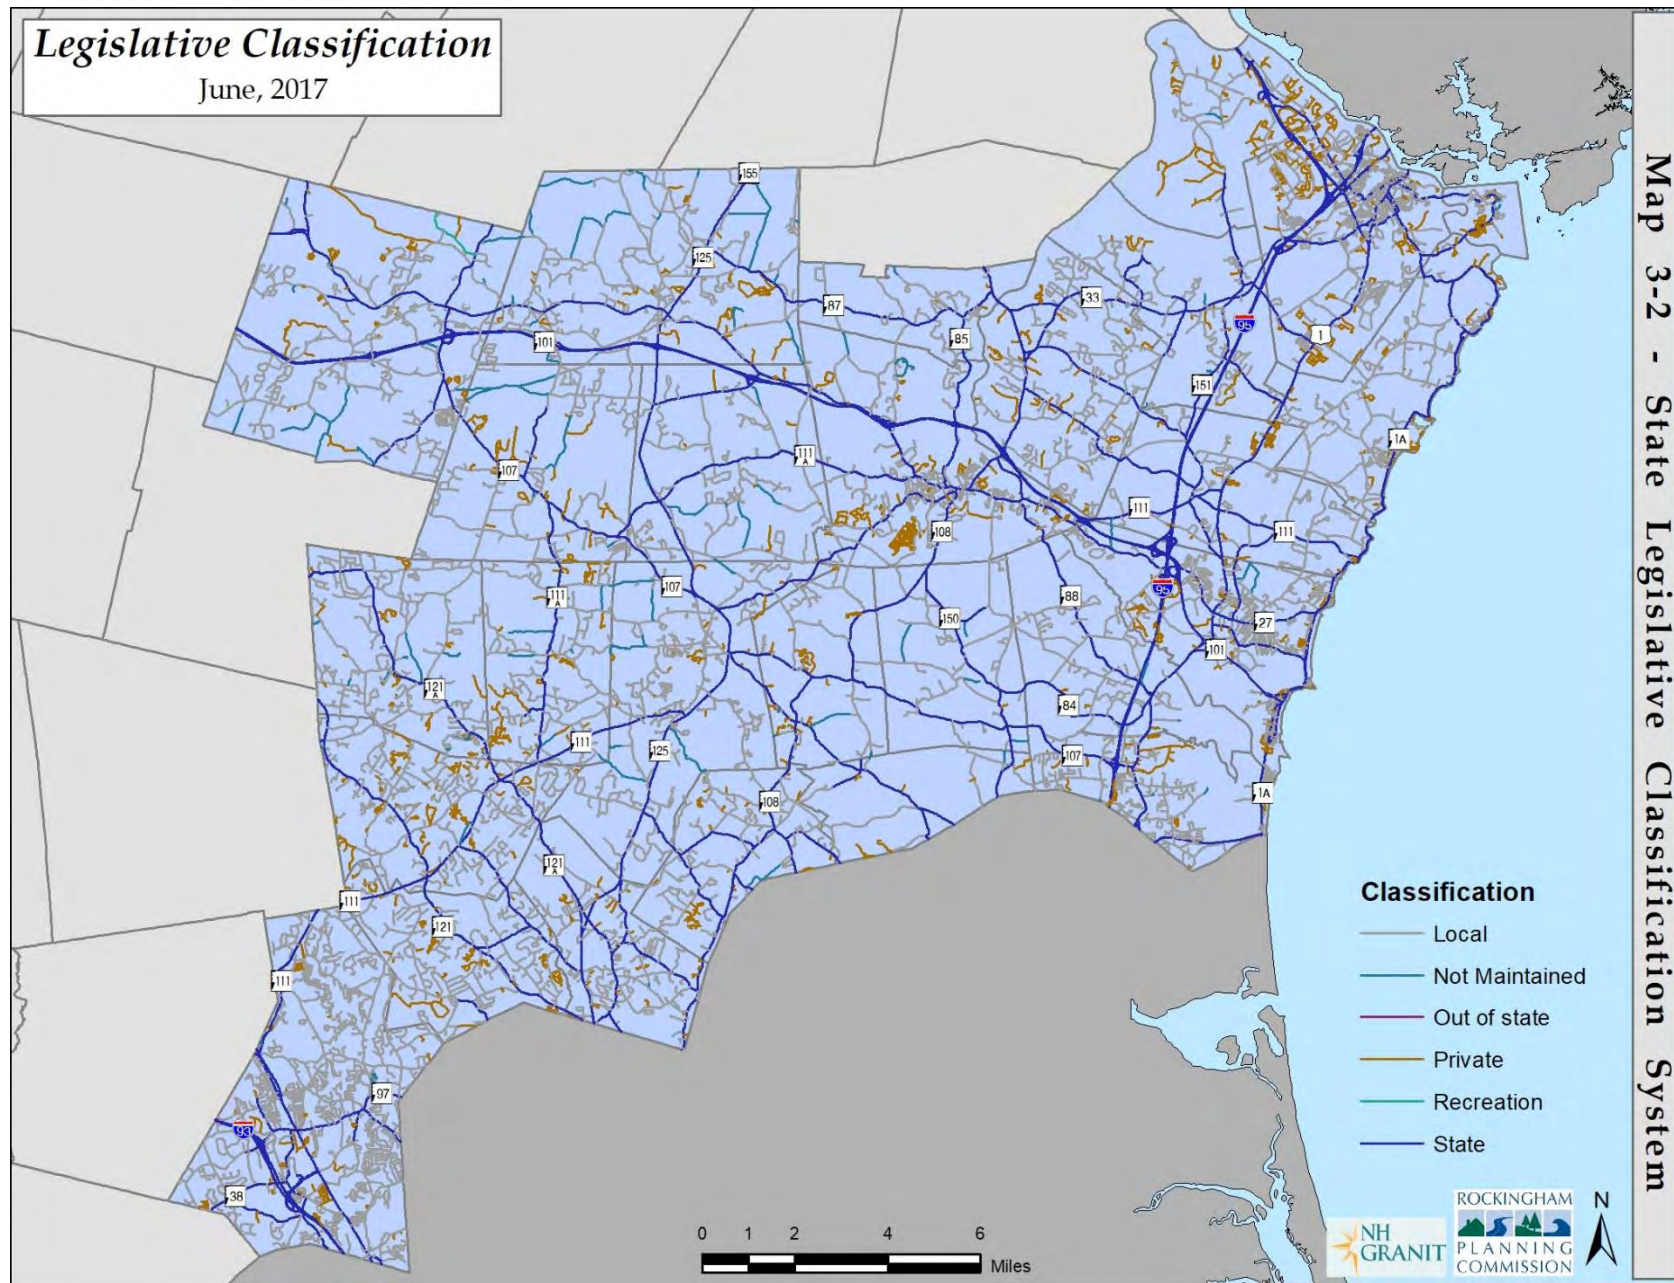 Legislative Classification
June, 2017
Map 3-2 - State Legislative Classification System
155
125
87
33
85
95
1
101
151
1A
107
111
A
111
108
111
111
A
107
95
88
150
27
101
121
A
84
111
125
107
1A
108
121
A
111
121
111
97
93
38
Classification
Local
Not Maintained
Out of state
Private
Recreation
State
0 1 2 4 6
Miles
NH
GRANIT
ROCKINGHAM
PLANNING
COMMISSION
N